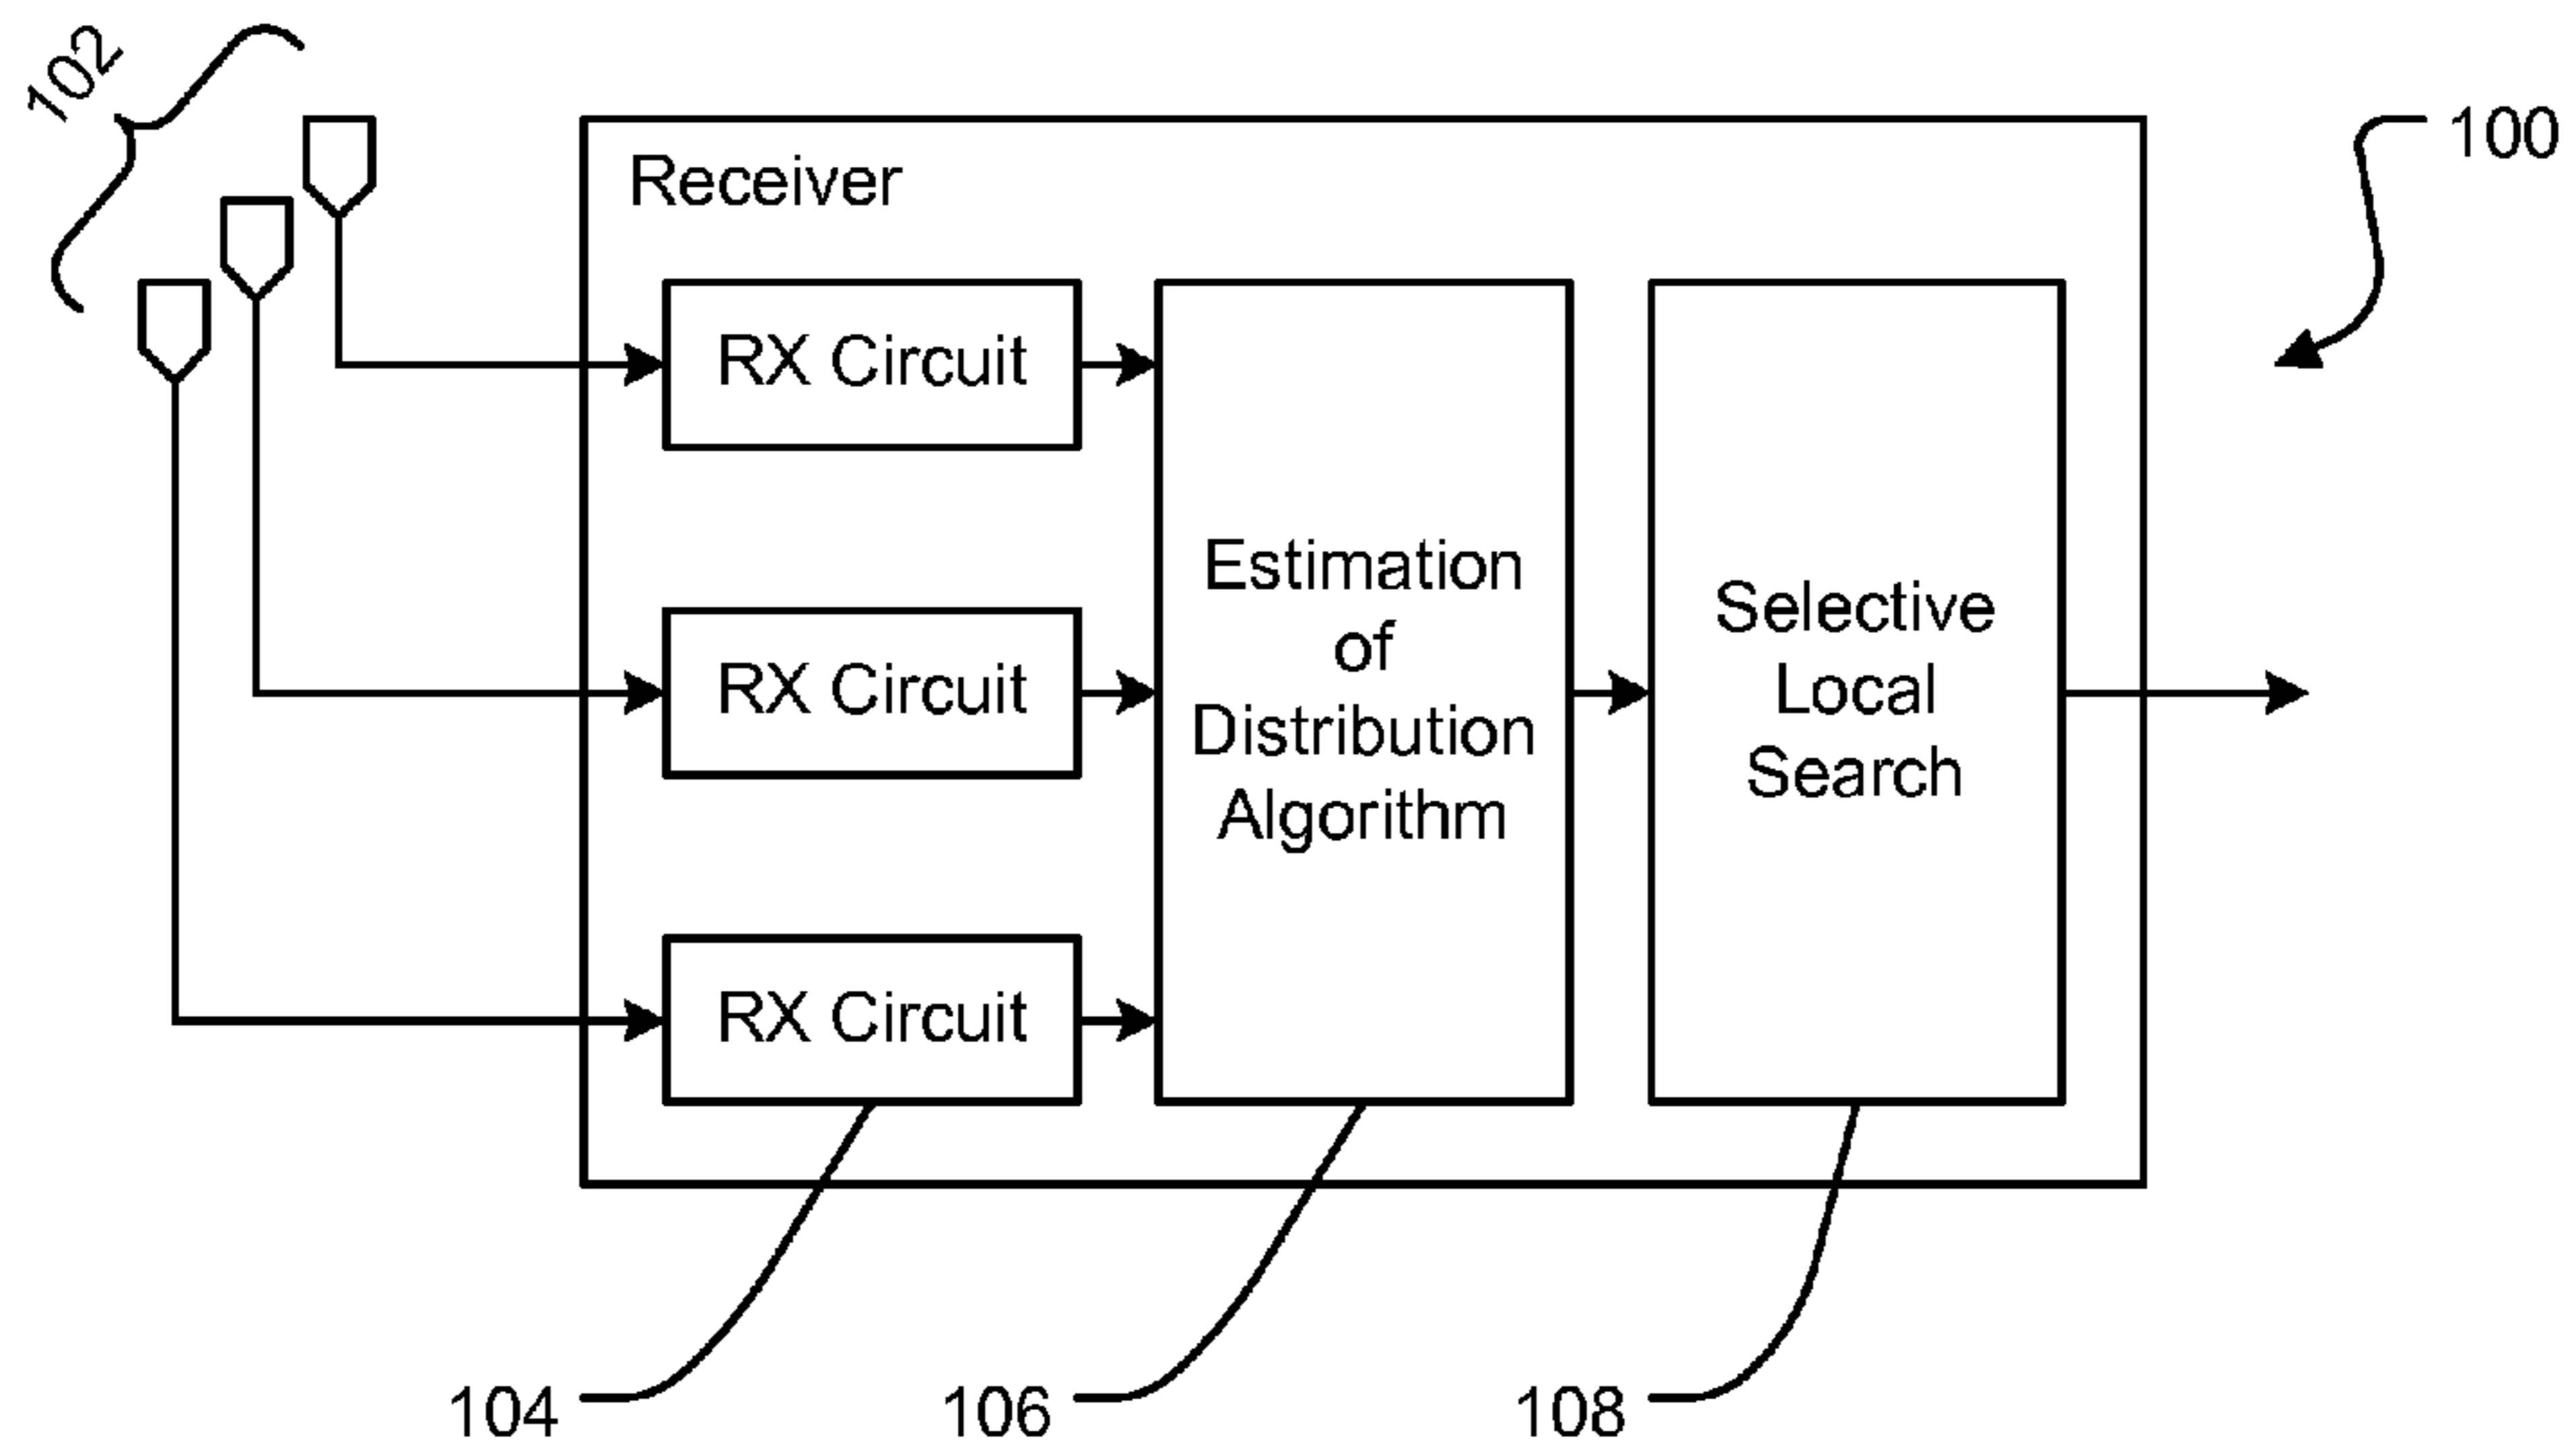 102
100
Receiver
RX Circuit
RX Circuit
RX Circuit
Estimation
of
Distribution
Algorithm
Selective
Local
Search
104
106
108